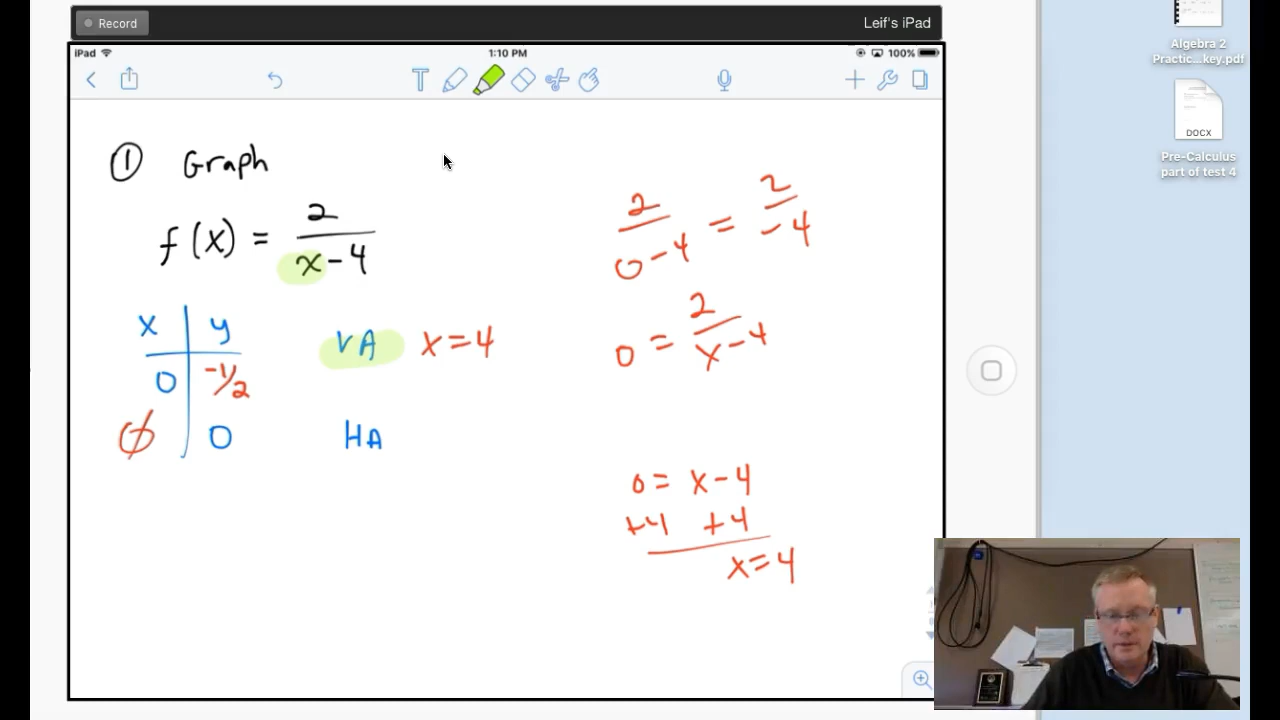 Record
Leif's iPad
iPad
1:10 PM
100%
T
① Graph
f(x) = 2/(x-4)
x | y
0 | -1/2
∅ | 0
VA x=4
HA
2/(0-4) = 2/-4
0 = 2/(x-4)
0 = x-4
+4 +4
x=4
Algebra 2
Practic...key.pdf
DOCX
Pre-Calculus
part of test 4